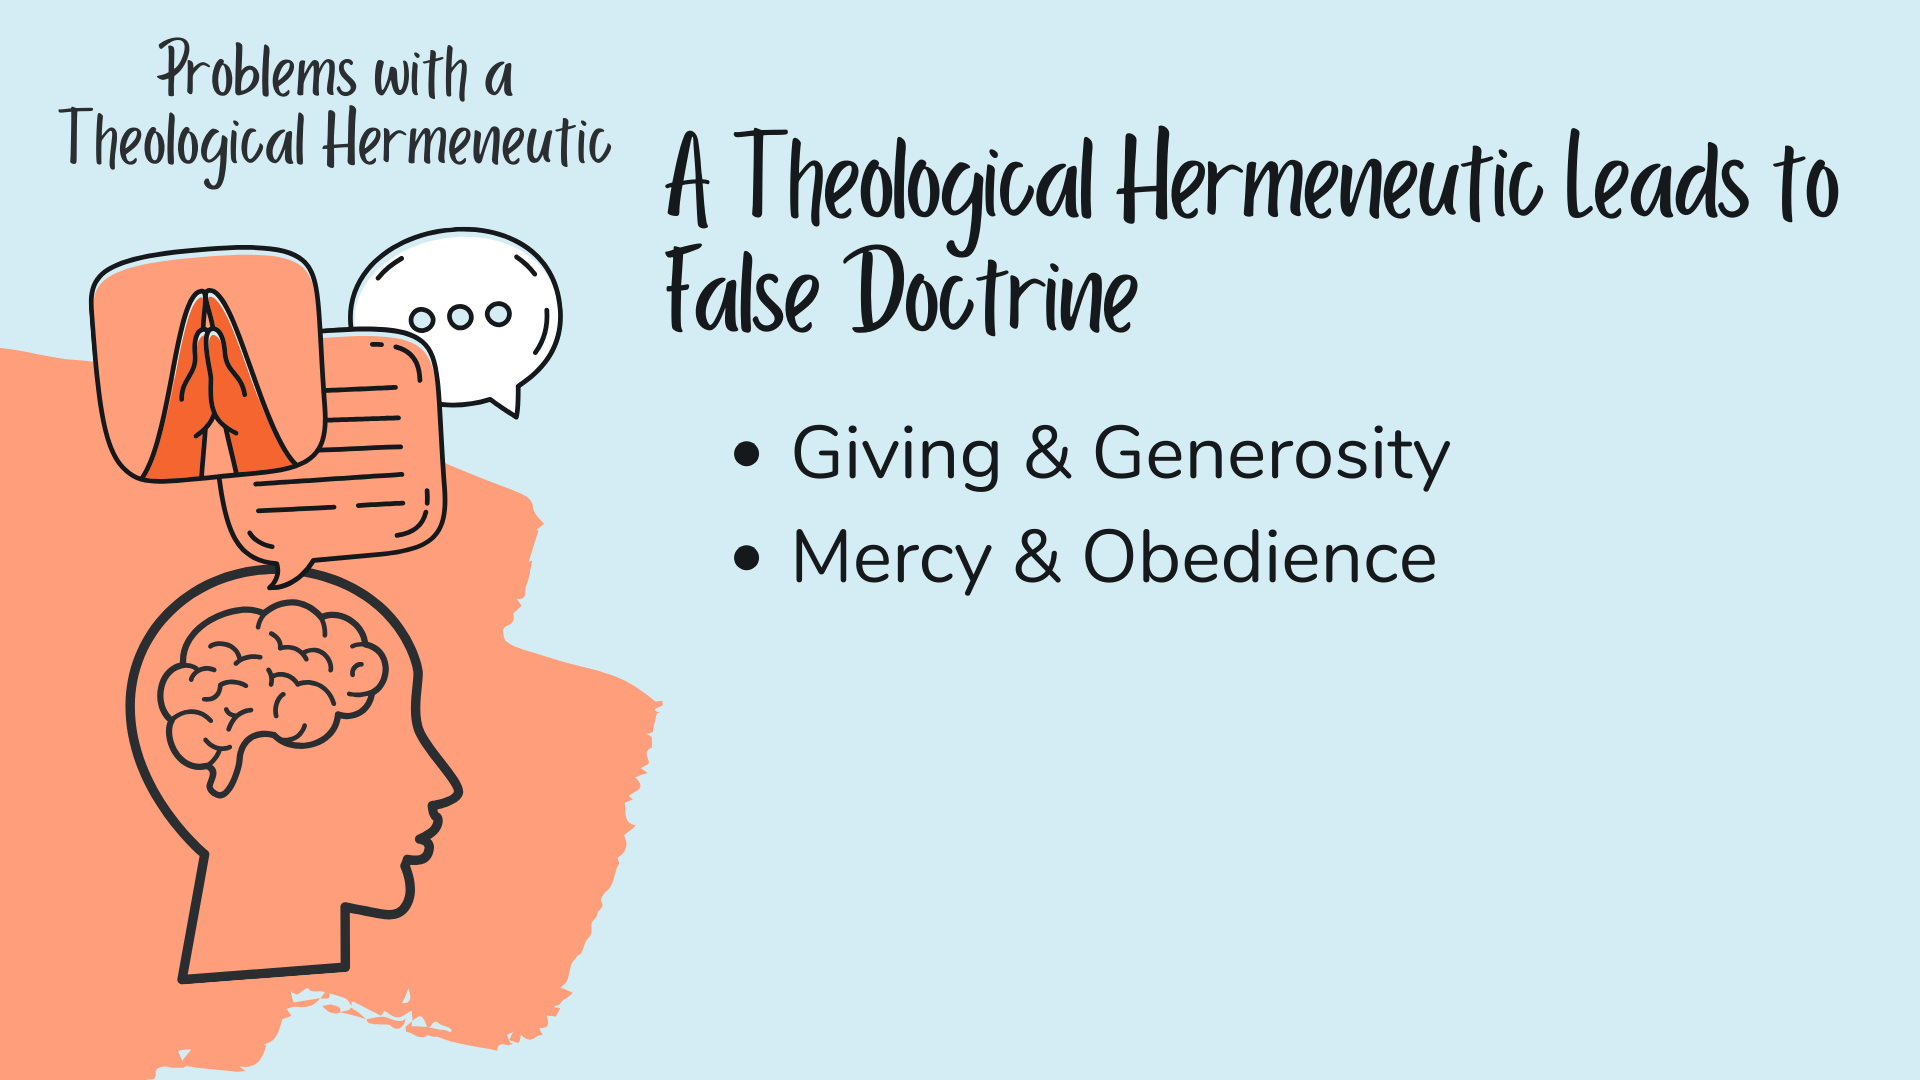 Problems with a
Theological Hermeneutic
A Theological Hermeneutic Leads to
False Doctrine
• Giving & Generosity
• Mercy & Obedience